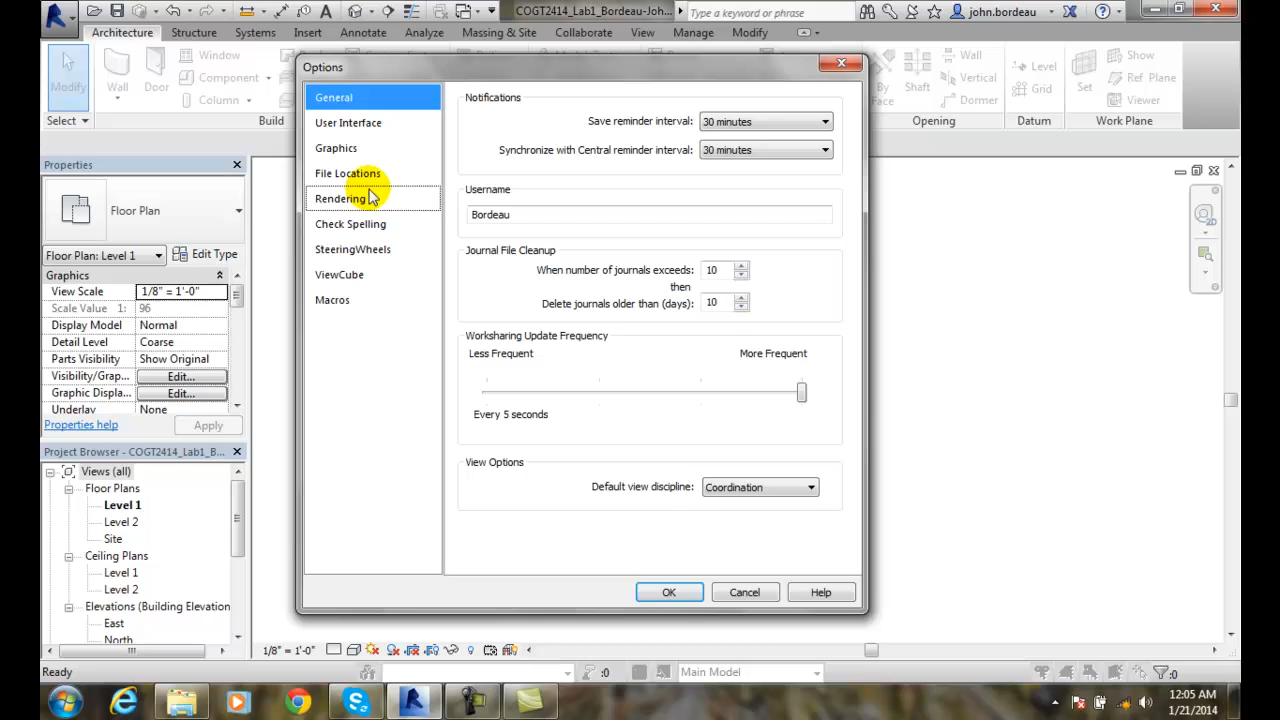 COGT2414_Lab1_Bordeau-Joh...
Type a keyword or phrase
john.bordeau
Architecture Structure Systems Insert Annotate Analyze Massing & Site Collaborate View Manage Modify
Modify
Wall
Door
Window
Component
Column
By Face
Shaft
Wall
Vertical
Dormer
Level
Grid
Set
Show
Ref Plane
Viewer
Select Build Opening Datum Work Plane
Properties
Floor Plan
Floor Plan: Level 1 Edit Type
Graphics
View Scale 1/8" = 1'-0"
Scale Value 1: 96
Display Model Normal
Detail Level Coarse
Parts Visibility Show Original
Visibility/Grap... Edit...
Graphic Displa... Edit...
Underlay None
Properties help Apply
Project Browser - COGT2414_Lab1_B...
Views (all)
Floor Plans
Level 1
Level 2
Site
Ceiling Plans
Level 1
Level 2
Elevations (Building Elevation
East
North
Options
General
User Interface
Graphics
File Locations
Rendering
Check Spelling
SteeringWheels
ViewCube
Macros
Notifications
Save reminder interval: 30 minutes
Synchronize with Central reminder interval: 30 minutes
Username
Bordeau
Journal File Cleanup
When number of journals exceeds: 10
then
Delete journals older than (days): 10
Worksharing Update Frequency
Less Frequent More Frequent
Every 5 seconds
View Options
Default view discipline: Coordination
OK Cancel Help
1/8" = 1'-0"
Ready :0 Main Model :0
12:05 AM
1/21/2014